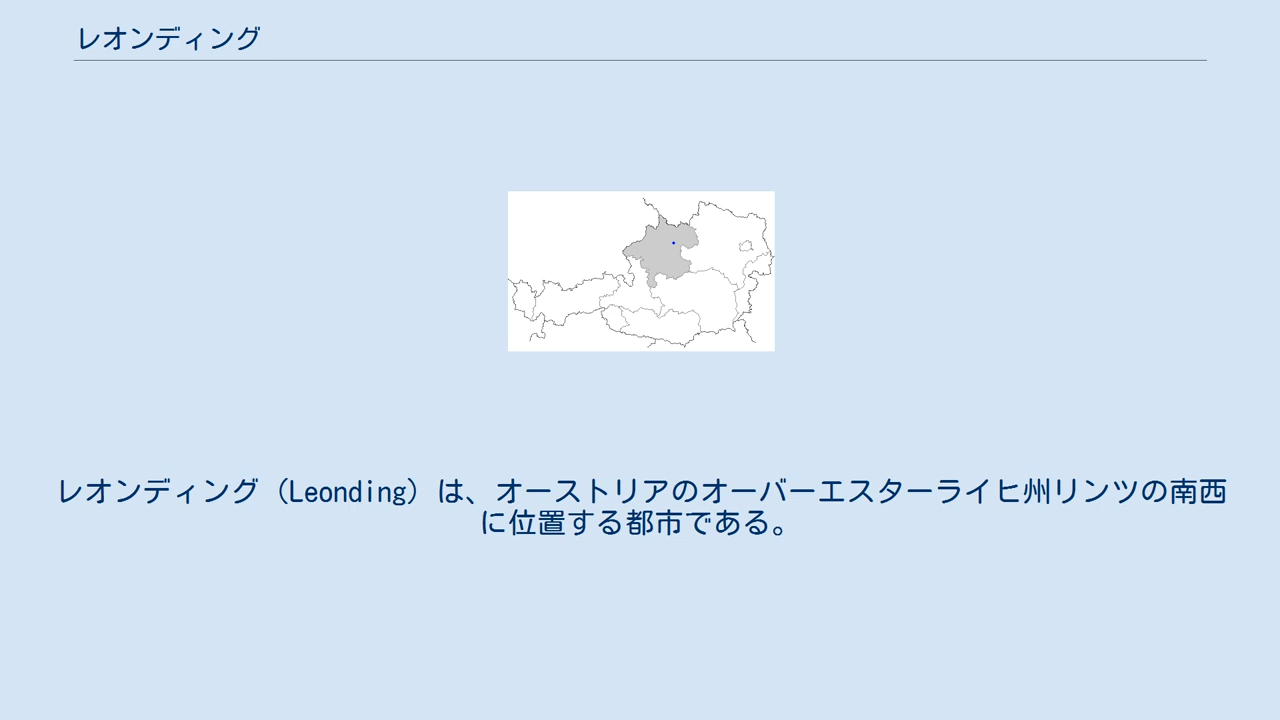 レオンディング
レオンディング（Leonding）は、オーストリアのオーバーエスターライヒ州リンツの南西
に位置する都市である。